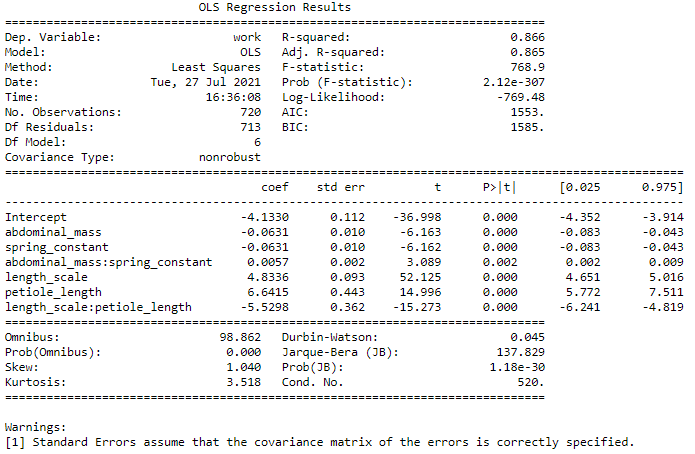 OLS Regression Results
==============================================================================
Dep. Variable:                   work   R-squared:                       0.866
Model:                            OLS   Adj. R-squared:                  0.865
Method:                 Least Squares   F-statistic:                     768.9
Date:                Tue, 27 Jul 2021   Prob (F-statistic):          2.12e-307
Time:                        16:36:08   Log-Likelihood:                -769.48
No. Observations:                 720   AIC:                             1553.
Df Residuals:                     713   BIC:                             1585.
Df Model:                           6
Covariance Type:            nonrobust
===================================================================================================
                                      coef    std err          t      P>|t|      [0.025      0.975]
---------------------------------------------------------------------------------------------------
Intercept                          -4.1330      0.112    -36.998      0.000      -4.352      -3.914
abdominal_mass                     -0.0631      0.010     -6.163      0.000      -0.083      -0.043
spring_constant                    -0.0631      0.010     -6.162      0.000      -0.083      -0.043
abdominal_mass:spring_constant      0.0057      0.002      3.089      0.002       0.002       0.009
length_scale                        4.8336      0.093     52.125      0.000       4.651       5.016
petiole_length                      6.6415      0.443     14.996      0.000       5.772       7.511
length_scale:petiole_length        -5.5298      0.362    -15.273      0.000      -6.241      -4.819
==============================================================================
Omnibus:                       98.862   Durbin-Watson:                   0.045
Prob(Omnibus):                  0.000   Jarque-Bera (JB):              137.829
Skew:                           1.040   Prob(JB):                     1.18e-30
Kurtosis:                       3.518   Cond. No.                         520.
==============================================================================
Warnings:
[1] Standard Errors assume that the covariance matrix of the errors is correctly specified.